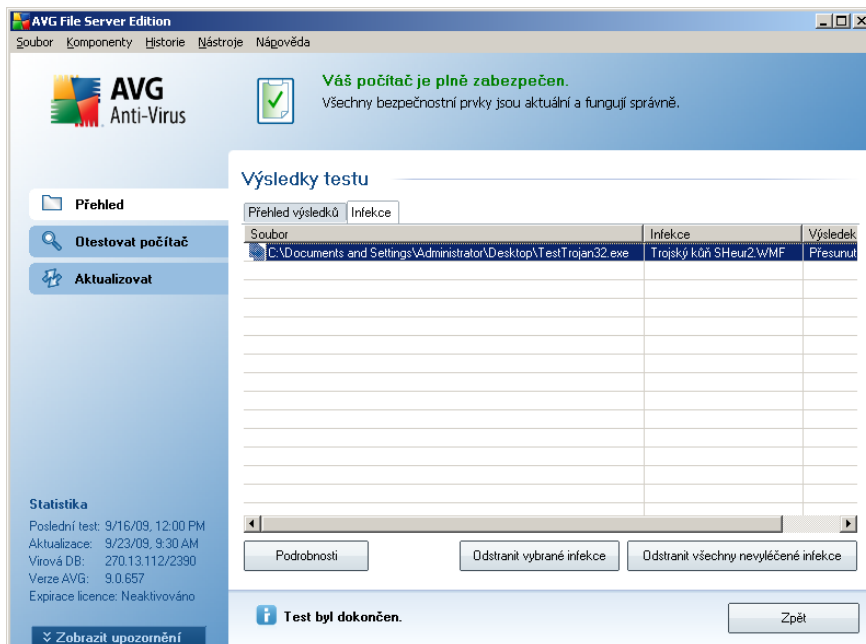 AVG File Server Edition
Soubor Komponenty Historie Nástroje Nápověda
AVG
Anti-Virus
Váš počítač je plně zabezpečen.
Všechny bezpečnostní prvky jsou aktuální a fungují správně.
Přehled
Otestovat počítač
Aktualizovat
Výsledky testu
Přehled výsledků Infekce
Soubor Infekce Výsledek
C:\Documents and Settings\Administrator\Desktop\TestTrojan32.exe Trojský kůň SHeur2.WMF Přesunut
Statistika
Poslední test: 9/16/09, 12:00 PM
Aktualizace: 9/23/09, 9:30 AM
Virová DB: 270.13.112/2390
Verze AVG: 9.0.657
Expirace licence: Neaktivováno
Zobrazit upozornění
Podrobnosti Odstranit vybrané infekce Odstranit všechny nevyléčené infekce
Test byl dokončen.
Zpět